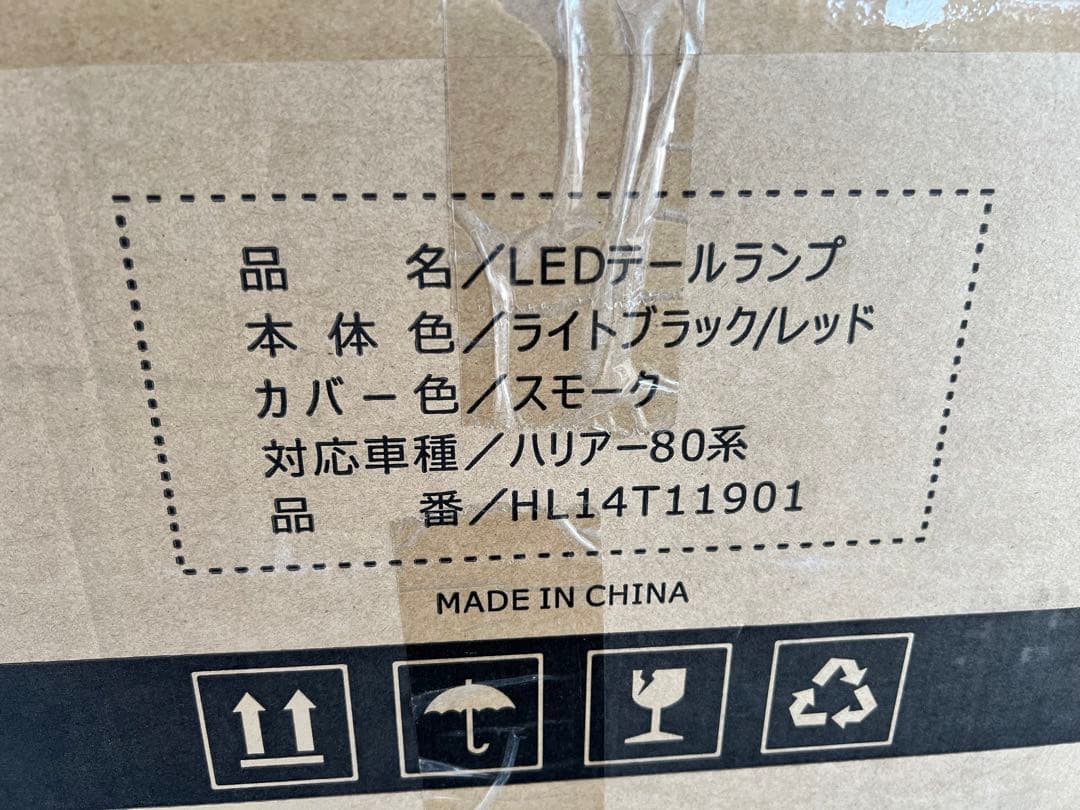 品名／LEDテールランプ
本体色／ライトブラック/レッド
カバー色／スモーク
対応車種／ハリアー80系
品番／HL14T11901
MADE IN CHINA